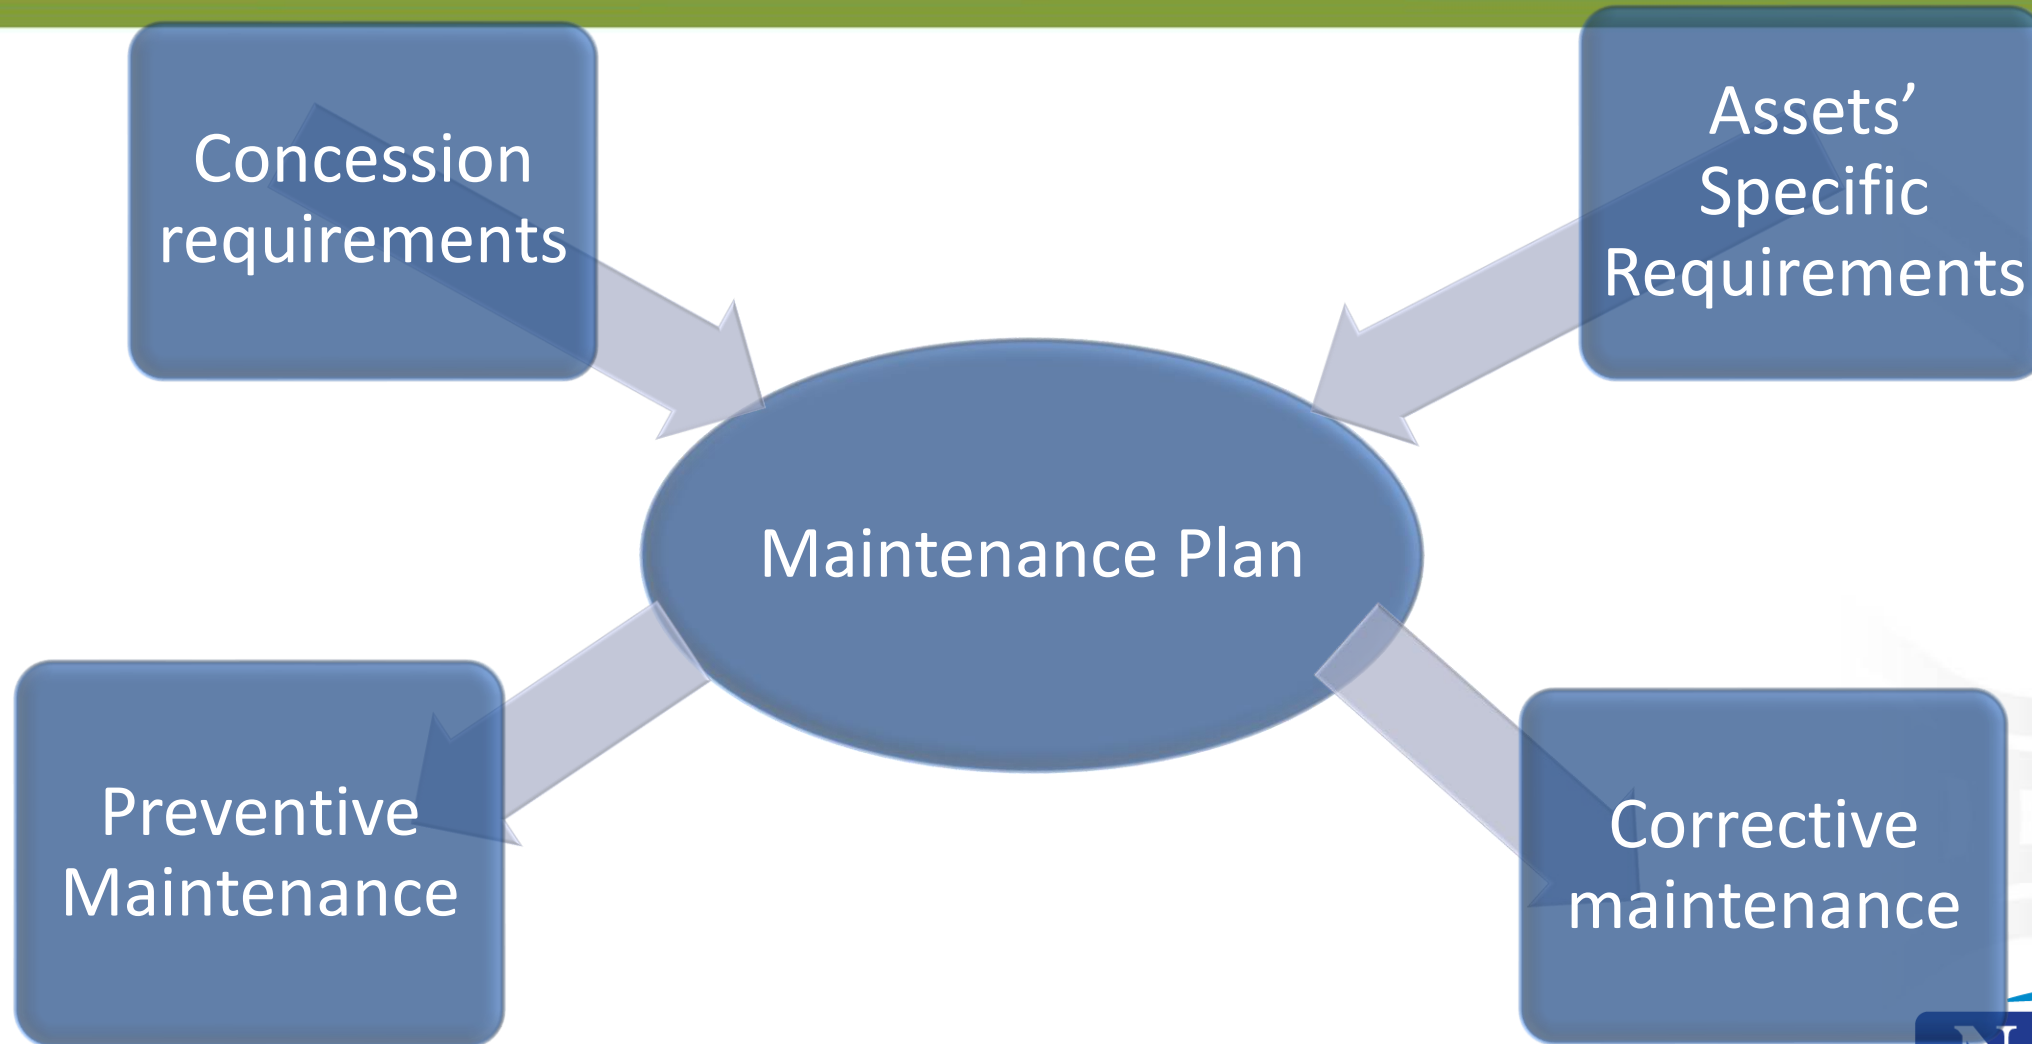 Concession
requirements
Assets’
Specific
Requirements
Maintenance Plan
Preventive
Maintenance
Corrective
maintenance
N